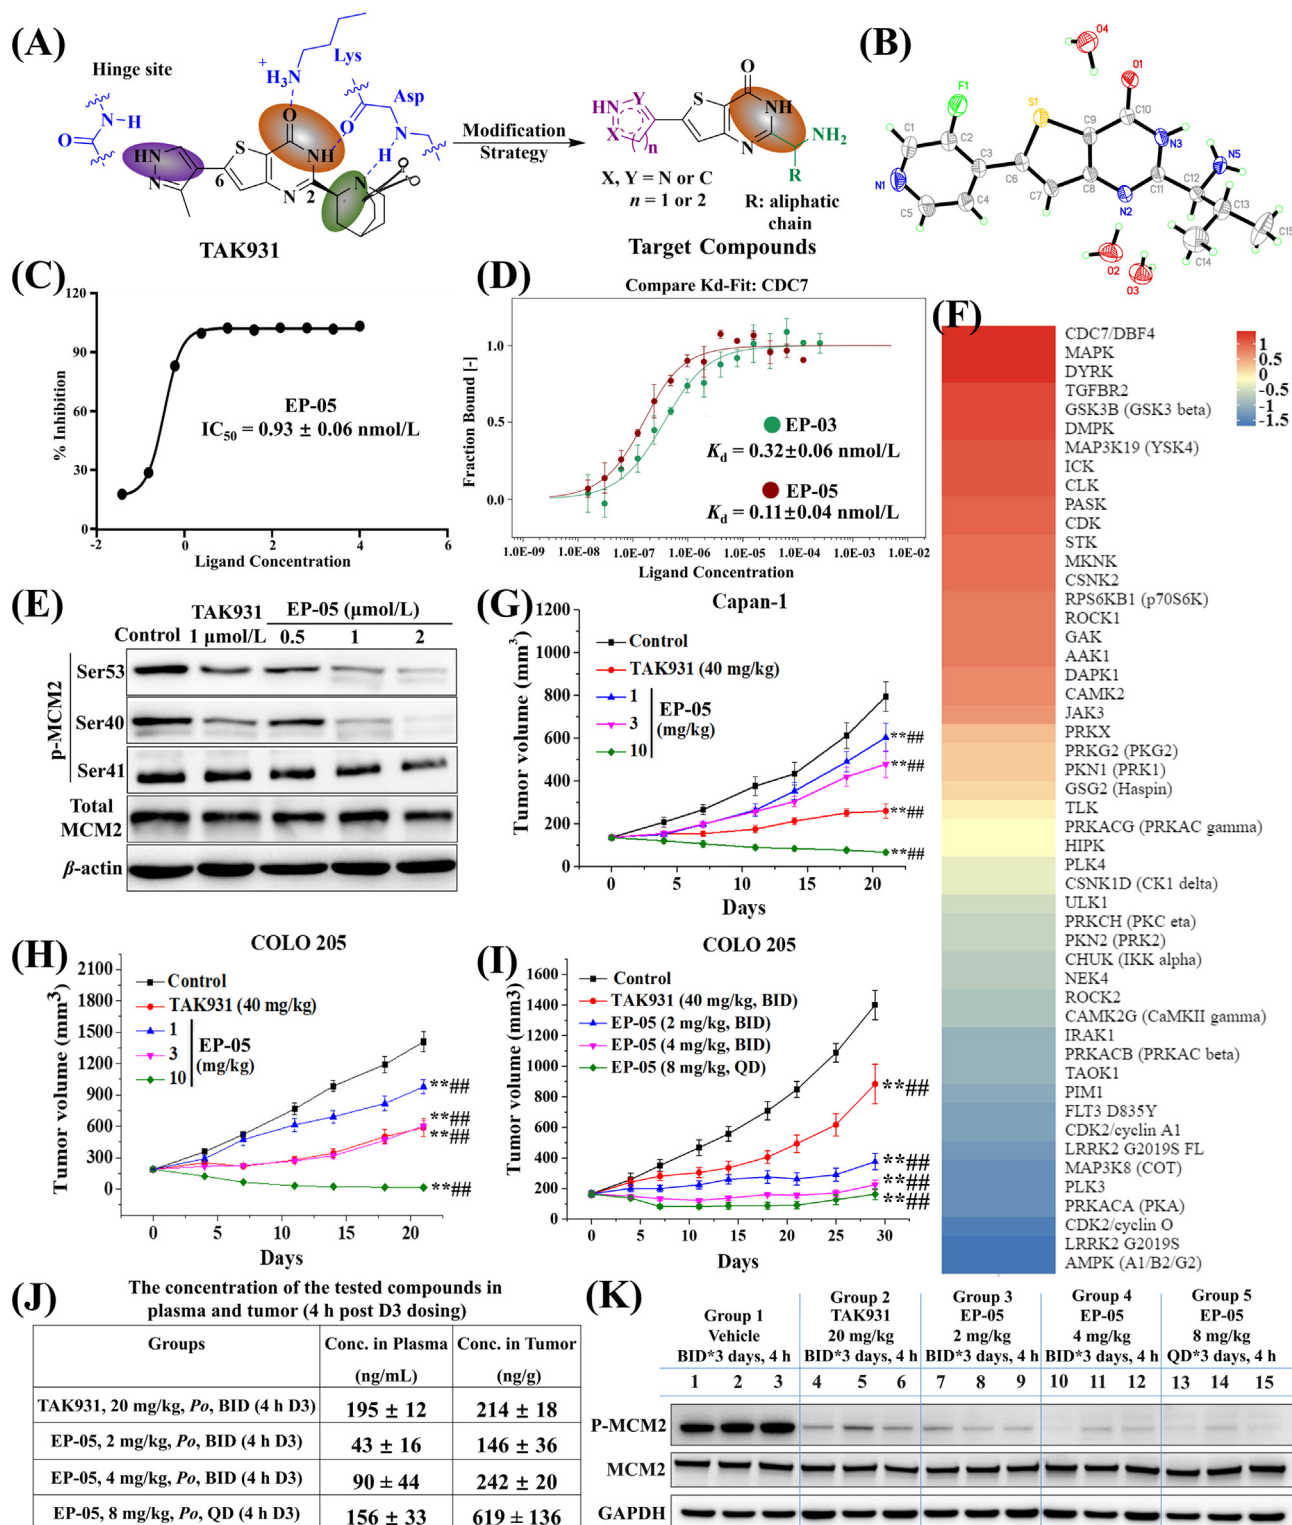 (A)
Hinge site
Lys
Asp
H3N
+
O
N
H
HN
N
S
O
NH
N
N
H
6
2
TAK931
Modification
Strategy
O
S
NH
N
NH2
R
HN
Y
X
n
X, Y = N or C
n = 1 or 2
R: aliphatic
chain
Target Compounds
(B)
O4
O1
F1
S1
C10
C1
C2
C9
N3
N5
C3
C6
C12
C11
C13
N1
C7
C8
C4
C5
N2
C15
C14
O2
O3
(C)
% Inhibition
120
90
60
30
0
-2
0
2
4
6
EP-05
IC50 = 0.93 ± 0.06 nmol/L
Ligand Concentration
(D)
Compare Kd-Fit: CDC7
Fraction Bound [-]
1.0
0.5
0.0
EP-03
Kd = 0.32±0.06 nmol/L
EP-05
Kd = 0.11±0.04 nmol/L
1.0E-09 1.0E-08 1.0E-07 1.0E-06 1.0E-05 1.0E-04 1.0E-03 1.0E-02
Ligand Concentration
(E)
TAK931 EP-05 (μmol/L)
Control 1 μmol/L 0.5 1 2
p-MCM2
Ser53
Ser40
Ser41
Total
MCM2
β-actin
(F)
CDC7/DBF4
MAPK
DYRK
TGFBR2
GSK3B (GSK3 beta)
DMPK
MAP3K19 (YSK4)
ICK
CLK
PASK
CDK
STK
MKNK
CSNK2
RPS6KB1 (p70S6K)
ROCK1
GAK
AAK1
DAPK1
CAMK2
JAK3
PRKX
PRKG2 (PKG2)
PKN1 (PRK1)
GSG2 (Haspin)
TLK
PRKACG (PRKAC gamma)
HIPK
PLK4
CSNK1D (CK1 delta)
ULK1
PRKCH (PKC eta)
PKN2 (PRK2)
CHUK (IKK alpha)
NEK4
ROCK2
CAMK2G (CaMKII gamma)
IRAK1
PRKACB (PRKAC beta)
TAOK1
PIM1
FLT3 D835Y
CDK2/cyclin A1
LRRK2 G2019S FL
MAP3K8 (COT)
PLK3
PRKACA (PKA)
CDK2/cyclin O
LRRK2 G2019S
AMPK (A1/B2/G2)
1
0.5
0
-0.5
-1
-1.5
(G)
Capan-1
Tumor volume (mm3)
1200
1000
800
600
400
200
0
Control
TAK931 (40 mg/kg)
1
3
10
EP-05
(mg/kg)
**##
**##
**##
**##
0 5 10 15 20
Days
(H)
COLO 205
Tumor volume (mm3)
2100
1800
1500
1200
900
600
300
0
Control
TAK931 (40 mg/kg)
1
3
10
EP-05
(mg/kg)
**##
**##
**##
**##
0 5 10 15 20
Days
(I)
COLO 205
Tumor volume (mm3)
1600
1400
1200
1000
800
600
400
200
0
Control
TAK931 (40 mg/kg, BID)
EP-05 (2 mg/kg, BID)
EP-05 (4 mg/kg, BID)
EP-05 (8 mg/kg, QD)
**##
**##
**##
**##
0 5 10 15 20 25 30
Days
(J)
The concentration of the tested compounds in
plasma and tumor (4 h post D3 dosing)
Groups Conc. in Plasma Conc. in Tumor
(ng/mL) (ng/g)
TAK931, 20 mg/kg, Po, BID (4 h D3) 195 ± 12 214 ± 18
EP-05, 2 mg/kg, Po, BID (4 h D3) 43 ± 16 146 ± 36
EP-05, 4 mg/kg, Po, BID (4 h D3) 90 ± 44 242 ± 20
EP-05, 8 mg/kg, Po, QD (4 h D3) 156 ± 33 619 ± 136
(K)
Group 1 Group 2 Group 3 Group 4 Group 5
Vehicle TAK931 EP-05 EP-05 EP-05
20 mg/kg 2 mg/kg 4 mg/kg 8 mg/kg
BID*3 days, 4 h BID*3 days, 4 h BID*3 days, 4 h BID*3 days, 4 h QD*3 days, 4 h
1 2 3 4 5 6 7 8 9 10 11 12 13 14 15
P-MCM2
MCM2
GAPDH